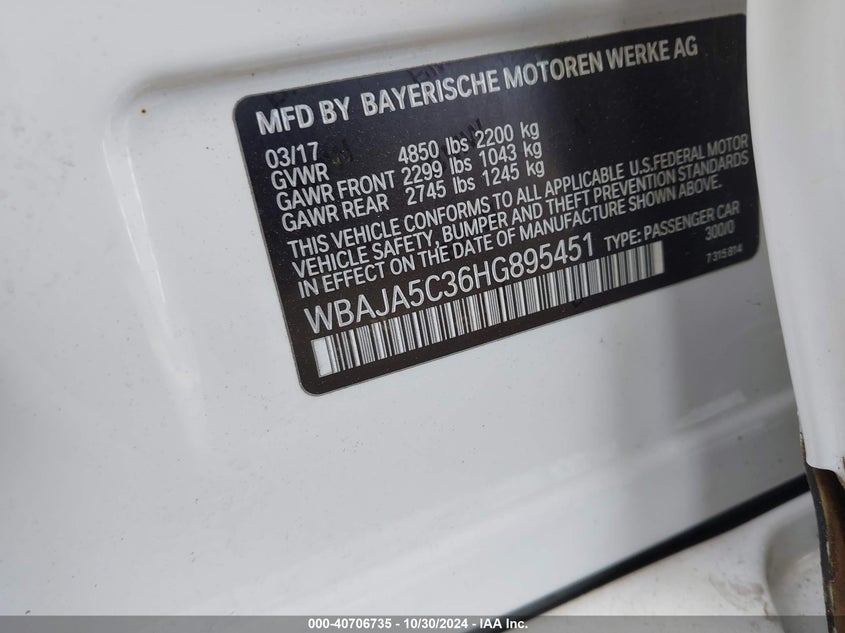 MFD BY BAYERISCHE MOTOREN WERKE AG
03/17
GVWR 4850 lbs 2200 kg
GAWR FRONT 2299 lbs 1043 kg
GAWR REAR 2745 lbs 1245 kg
THIS VEHICLE CONFORMS TO ALL APPLICABLE U.S.FEDERAL MOTOR
VEHICLE SAFETY, BUMPER AND THEFT PREVENTION STANDARDS
IN EFFECT ON THE DATE OF MANUFACTURE SHOWN ABOVE.
WBAJA5C36HG895451 TYPE: PASSENGER CAR
300/0
7 315 814
000-40706735 - 10/30/2024 - IAA Inc.